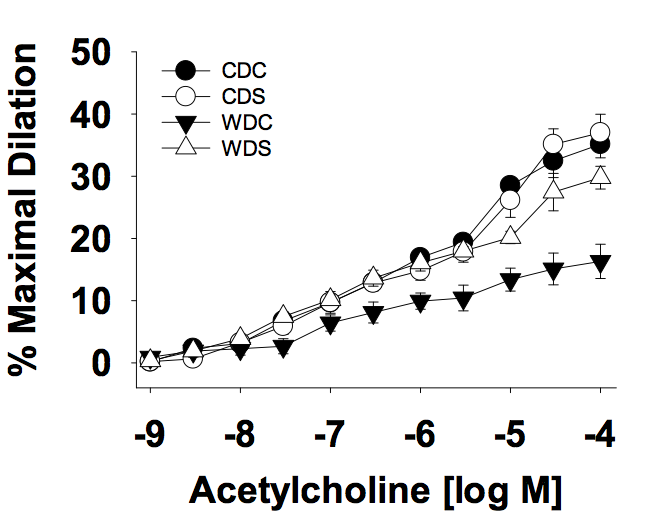 % Maximal Dilation
50
40
30
20
10
0
CDC
CDS
WDC
WDS
-9 -8 -7 -6 -5 -4
Acetylcholine [log M]